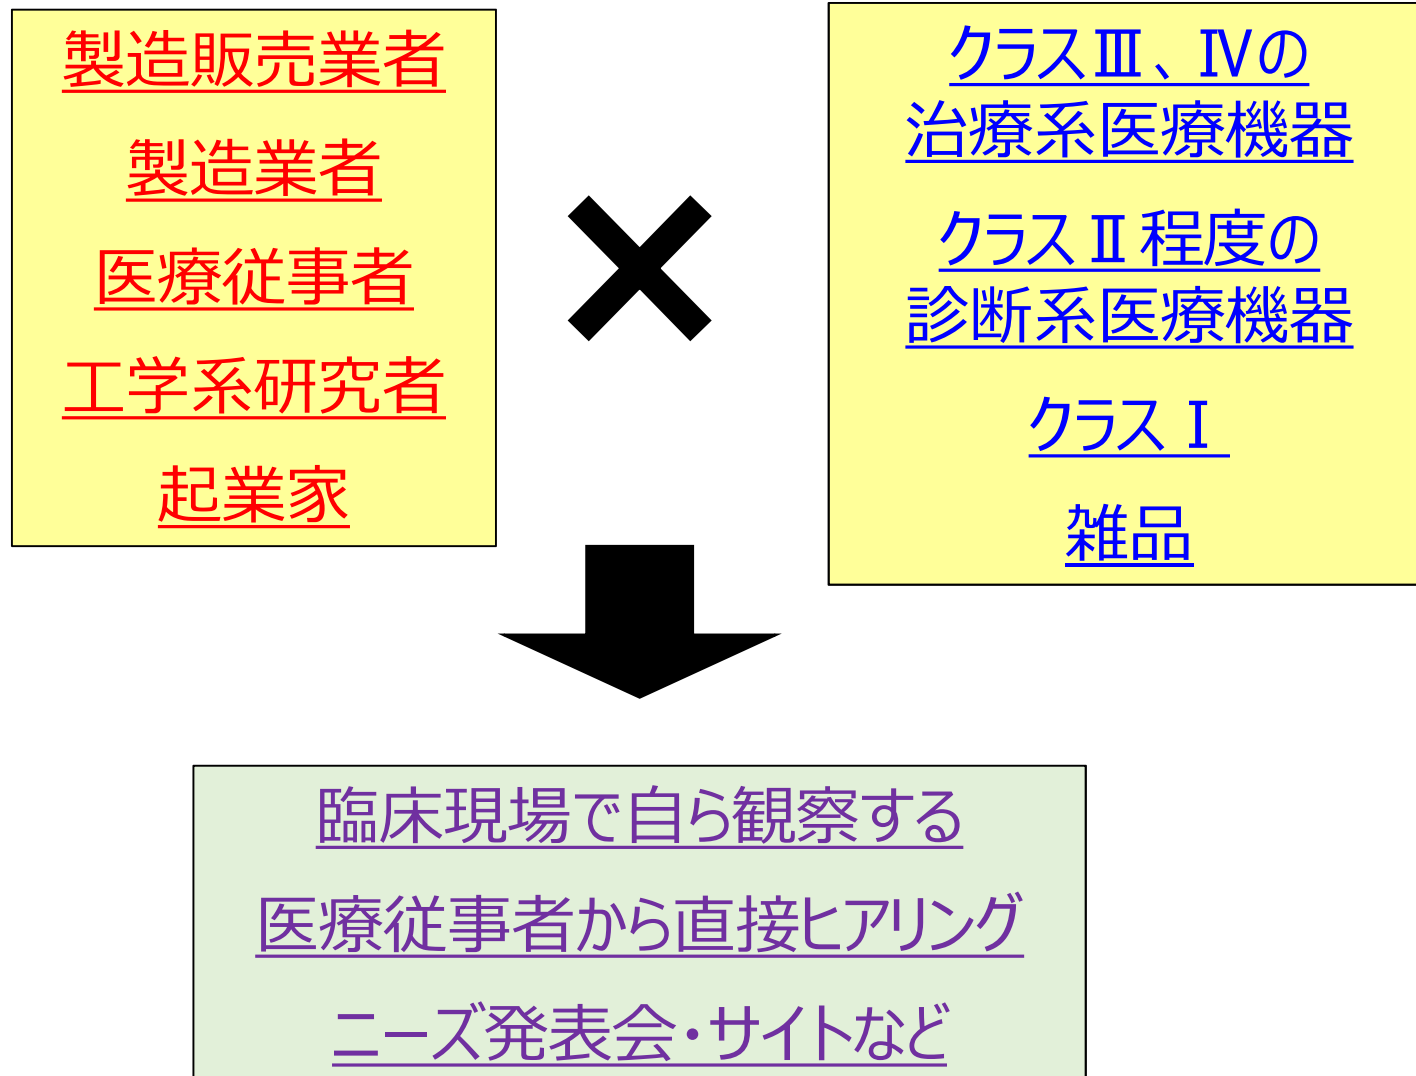 製造販売業者
製造業者
医療従事者
工学系研究者
起業家
クラスⅢ、Ⅳの
治療系医療機器
クラスⅡ程度の
診断系医療機器
クラスⅠ
雑品
臨床現場で自ら観察する
医療従事者から直接ヒアリング
ニーズ発表会・サイトなど